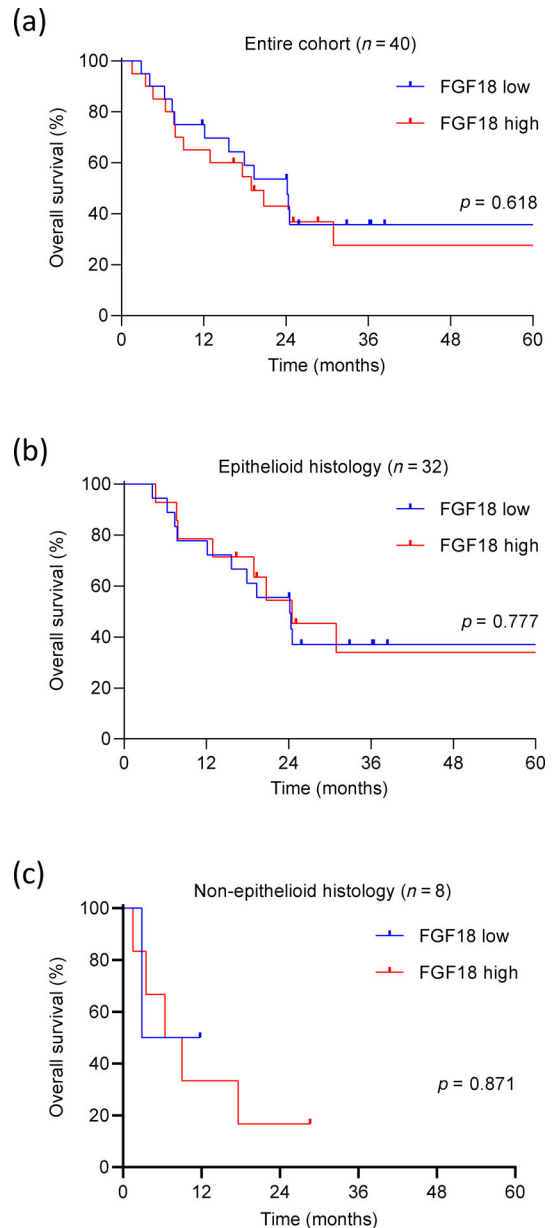 (a)
Entire cohort (n = 40)
Overall survival (%)
100
80
60
40
20
0
FGF18 low
FGF18 high
p = 0.618
0 12 24 36 48 60
Time (months)
(b)
Epithelioid histology (n = 32)
Overall survival (%)
100
80
60
40
20
0
FGF18 low
FGF18 high
p = 0.777
0 12 24 36 48 60
Time (months)
(c)
Non-epithelioid histology (n = 8)
Overall survival (%)
100
80
60
40
20
0
FGF18 low
FGF18 high
p = 0.871
0 12 24 36 48 60
Time (months)